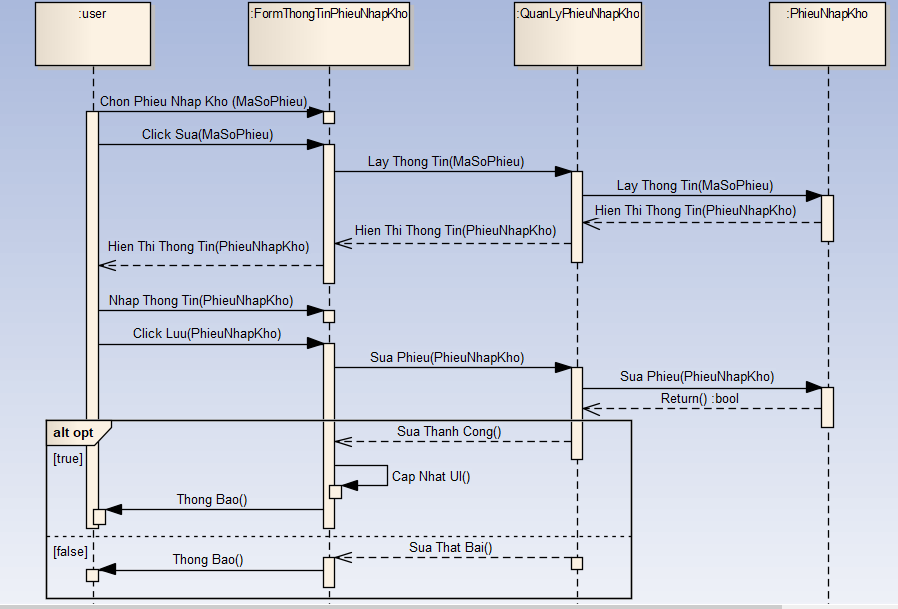 :user
:FormThongTinPhieuNhapKho
:QuanLyPhieuNhapKho
:PhieuNhapKho
Chon Phieu Nhap Kho (MaSoPhieu)
Click Sua(MaSoPhieu)
Lay Thong Tin(MaSoPhieu)
Lay Thong Tin(MaSoPhieu)
Hien Thi Thong Tin(PhieuNhapKho)
Hien Thi Thong Tin(PhieuNhapKho)
Hien Thi Thong Tin(PhieuNhapKho)
Nhap Thong Tin(PhieuNhapKho)
Click Luu(PhieuNhapKho)
Sua Phieu(PhieuNhapKho)
Sua Phieu(PhieuNhapKho)
Return() :bool
alt opt
Sua Thanh Cong()
[true]
Cap Nhat UI()
Thong Bao()
[false]
Sua That Bai()
Thong Bao()